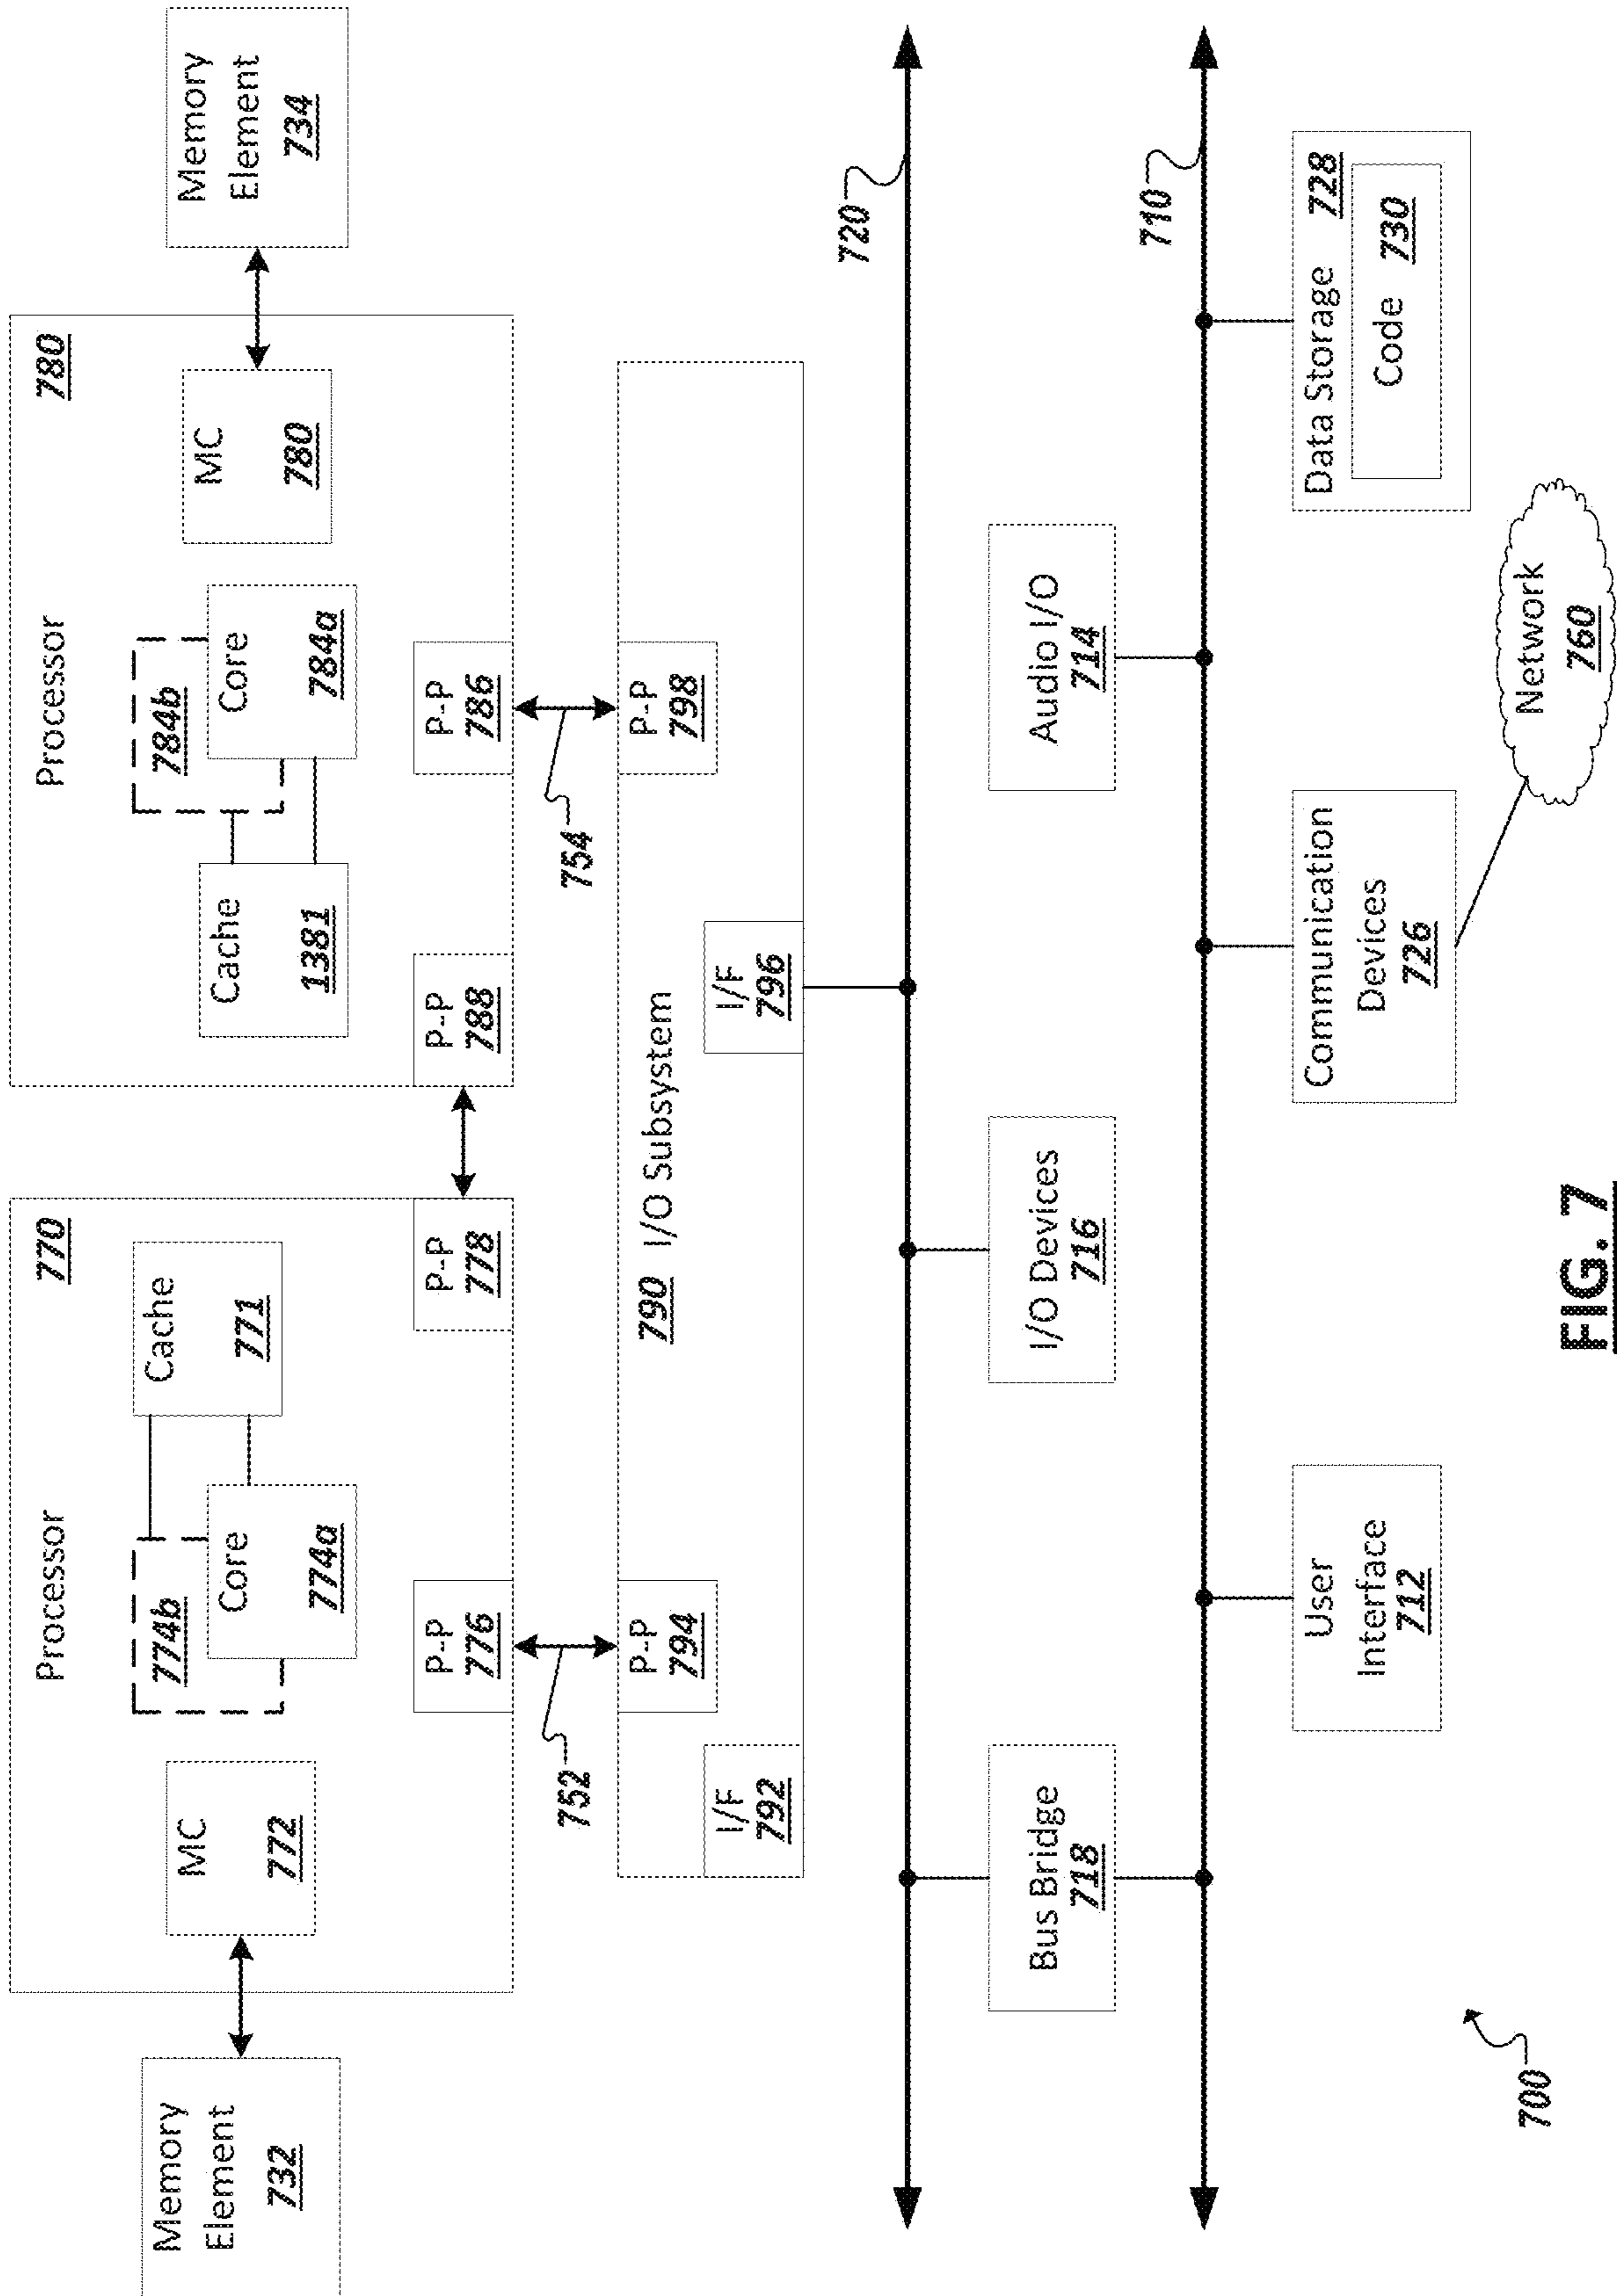 Memory
Element
732
Processor
770
MC
772
774b
Core
774a
Cache
771
P-P
776
P-P
778
Processor
780
Cache
1381
784b
Core
784a
MC
780
P-P
788
P-P
786
Memory
Element
734
752
754
P-P
794
790 I/O Subsystem
P-P
798
I/F
792
I/F
796
720
Bus Bridge
718
I/O Devices
716
Audio I/O
714
710
User
Interface
712
Communication
Devices
726
Data Storage 728
Code 730
Network
760
700
FIG. 7